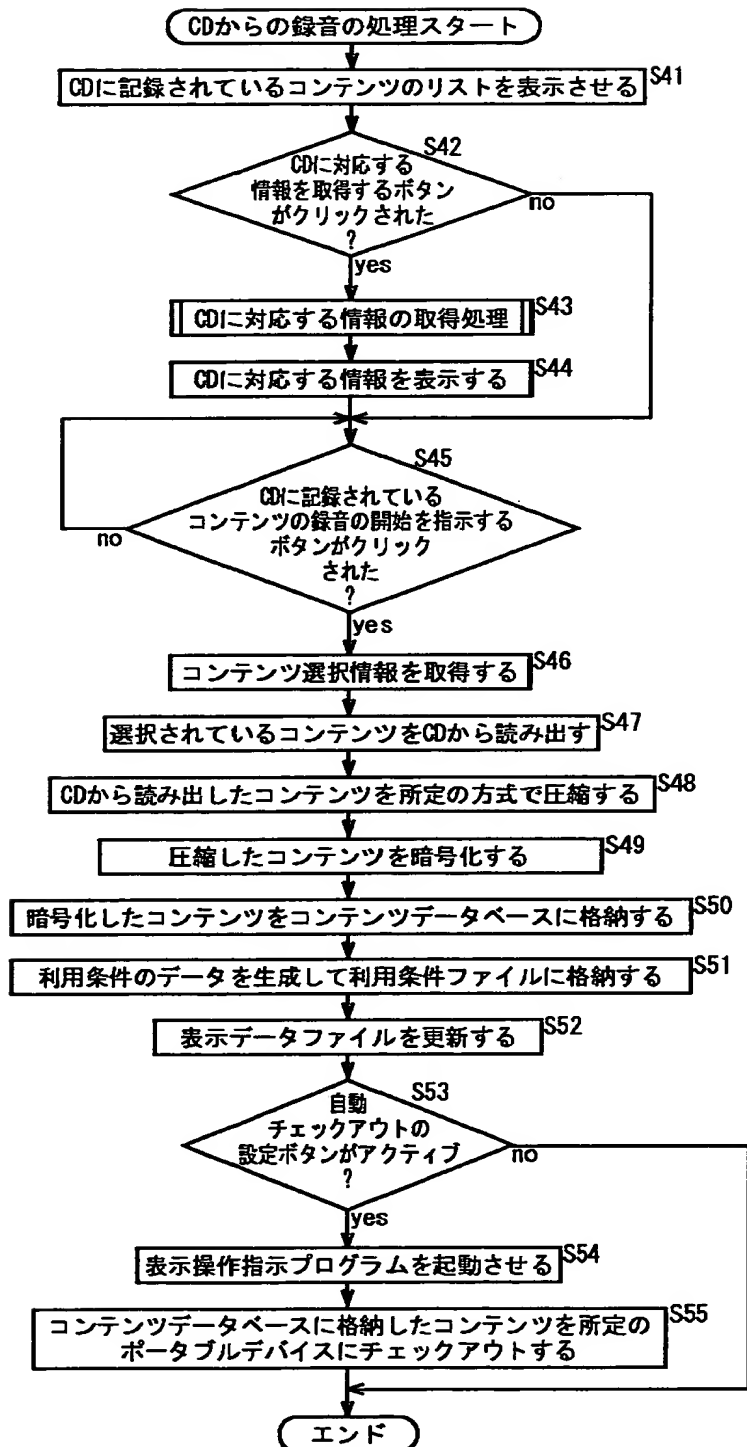 CDからの録音の処理スタート
CDに記録されているコンテンツのリストを表示させる
S41
S42
CDに対応する
情報を取得するボタン
がクリックされた
?
no
yes
CDに対応する情報の取得処理
S43
CDに対応する情報を表示する
S44
S45
CDに記録されている
コンテンツの録音の開始を指示する
ボタンがクリック
された
?
no
yes
コンテンツ選択情報を取得する
S46
選択されているコンテンツをCDから読み出す
S47
CDから読み出したコンテンツを所定の方式で圧縮する
S48
圧縮したコンテンツを暗号化する
S49
暗号化したコンテンツをコンテンツデータベースに格納する
S50
利用条件のデータを生成して利用条件ファイルに格納する
S51
表示データファイルを更新する
S52
S53
自動
チェックアウトの
設定ボタンがアクティブ
?
no
yes
表示操作指示プログラムを起動させる
S54
コンテンツデータベースに格納したコンテンツを所定の
ポータブルデバイスにチェックアウトする
S55
エンド